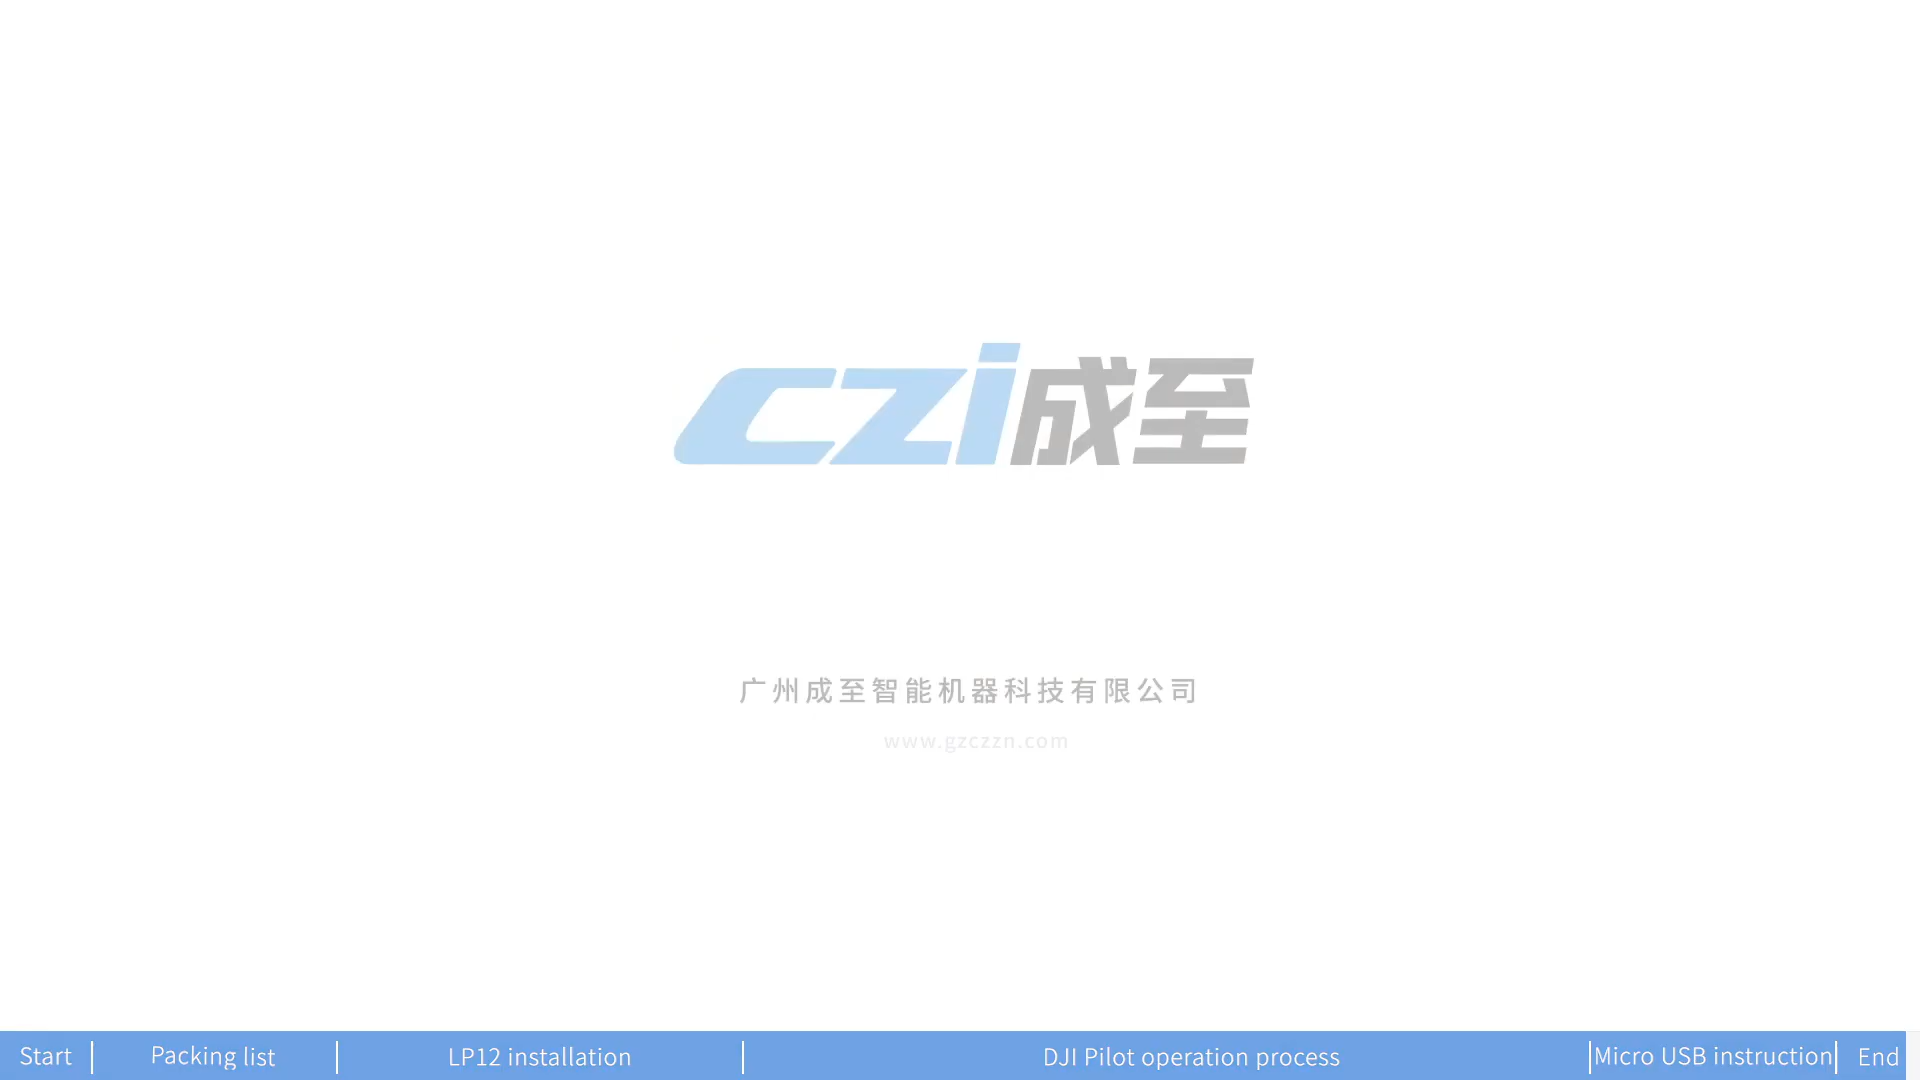 czi成至
广州成至智能机器科技有限公司
www.gzczzn.com
Start
Packing list
LP12 installation
DJI Pilot operation process
Micro USB instruction
End